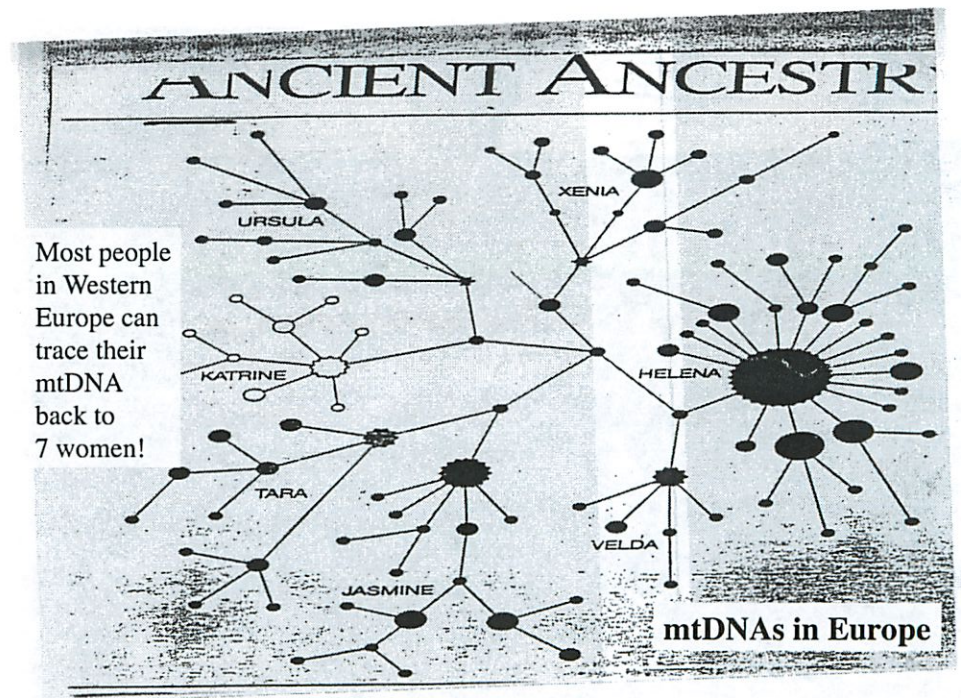 ANCIENT ANCESTR
XENIA
URSULA
Most people
in Western
Europe can
trace their
mtDNA
back to
7 women!
KATRINE
HELENA
TARA
VELDA
JASMINE
mtDNAs in Europe